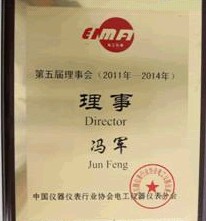 EIMFI
第五届理事会（2011年－2014年）
理事
Director
冯军
Jun Feng
中国仪器仪表行业协会电工仪器仪表分会